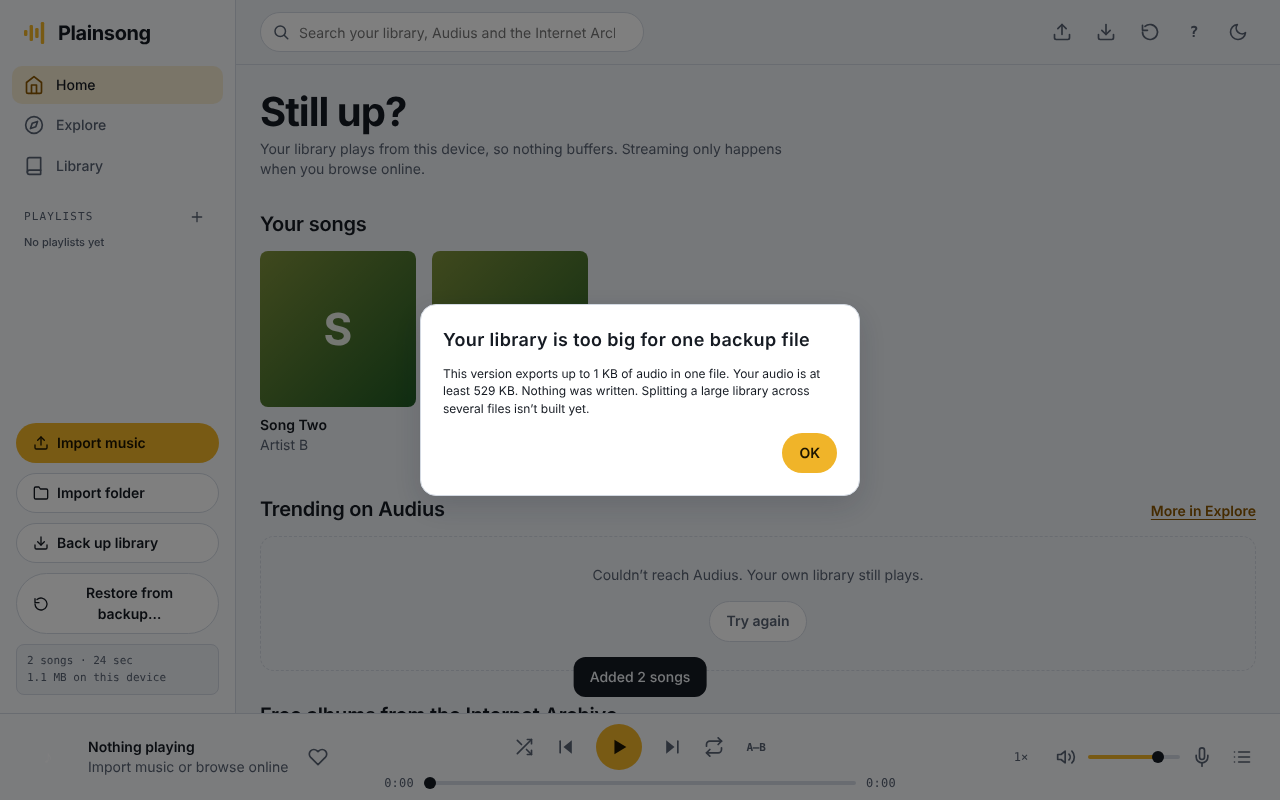 Plainsong
Search your library, Audius and the Internet Arcl
?
Home
Explore
Library
PLAYLISTS
No playlists yet
Import music
Import folder
Back up library
Restore from
backup…
2 songs · 24 sec
1.1 MB on this device
Still up?
Your library plays from this device, so nothing buffers. Streaming only happens
when you browse online.
Your songs
S
Song Two
Artist B
Your library is too big for one backup file
This version exports up to 1 KB of audio in one file. Your audio is at
least 529 KB. Nothing was written. Splitting a large library across
several files isn’t built yet.
OK
Trending on Audius
More in Explore
Couldn’t reach Audius. Your own library still plays.
Try again
Added 2 songs
Free albums from the Internet Archive
Nothing playing
Import music or browse online
A–B
0:00
0:00
1×